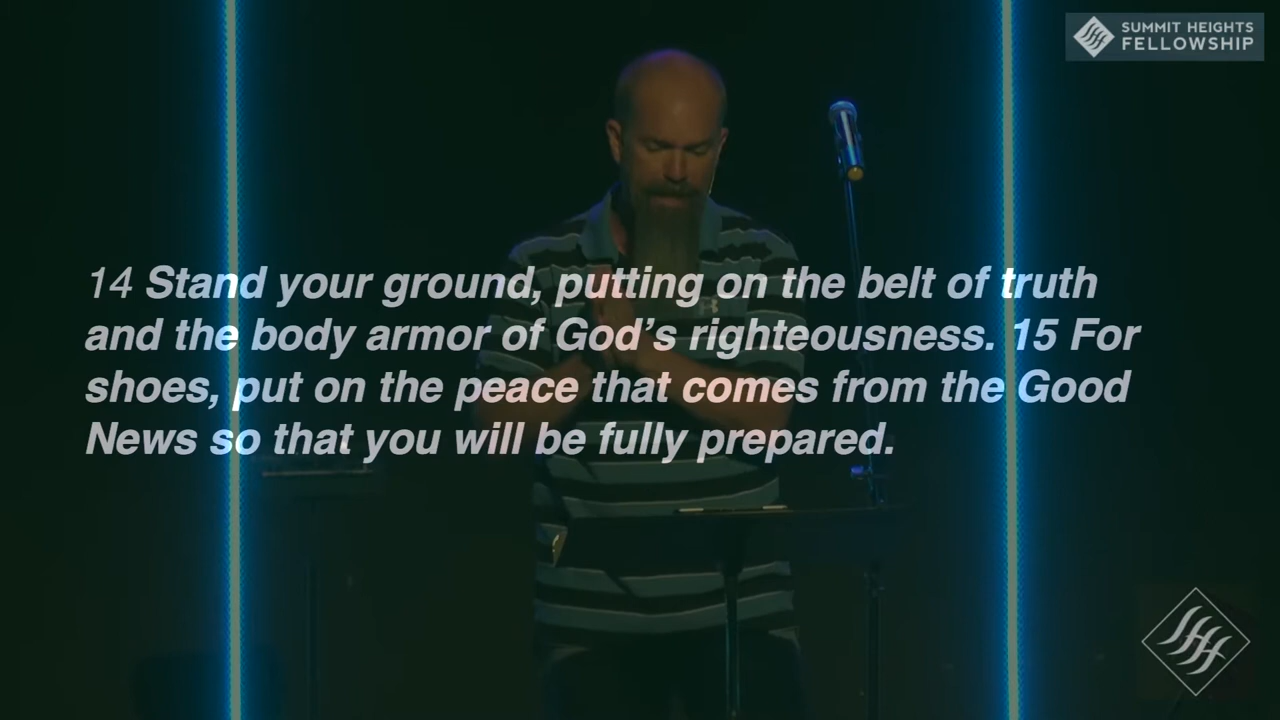 SUMMIT HEIGHTS
FELLOWSHIP
14 Stand your ground, putting on the belt of truth
and the body armor of God’s righteousness. 15 For
shoes, put on the peace that comes from the Good
News so that you will be fully prepared.